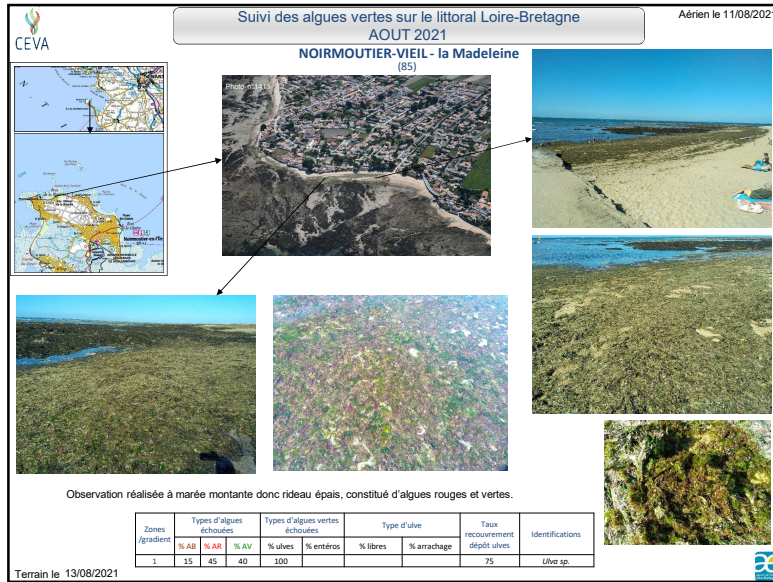 CEVA
Suivi des algues vertes sur le littoral Loire-Bretagne
AOUT 2021
Aérien le 11/08/2021
NOIRMOUTIER-VIEIL - la Madeleine
(85)
Observation réalisée à marée montante donc rideau épais, constitué d'algues rouges et vertes.
Zones /gradient
Types d'algues échouées
Types d'algues vertes échouées
Type d'ulve
Taux recouvrement dépôt ulves
Identifications
% AB % AR % AV % ulves % entéros % libres % arrachage
1 15 45 40 100 75 Ulva sp.
Terrain le 13/08/2021